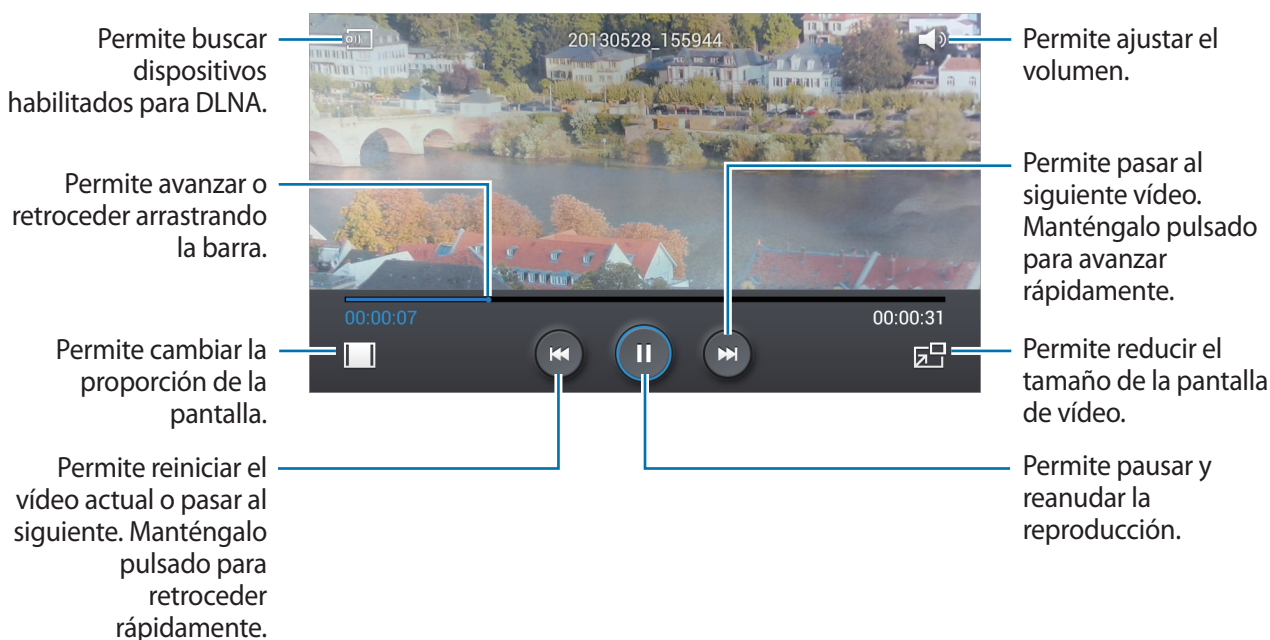 Permite buscar
dispositivos
habilitados para DLNA.
Permite avanzar o
retroceder arrastrando
la barra.
Permite cambiar la
proporción de la
pantalla.
Permite reiniciar el
vídeo actual o pasar al
siguiente. Manténgalo
pulsado para
retroceder
rápidamente.
20130528_155944
00:00:07
00:00:31
Permite ajustar el
volumen.
Permite pasar al
siguiente vídeo.
Manténgalo pulsado
para avanzar
rápidamente.
Permite reducir el
tamaño de la pantalla
de vídeo.
Permite pausar y
reanudar la
reproducción.